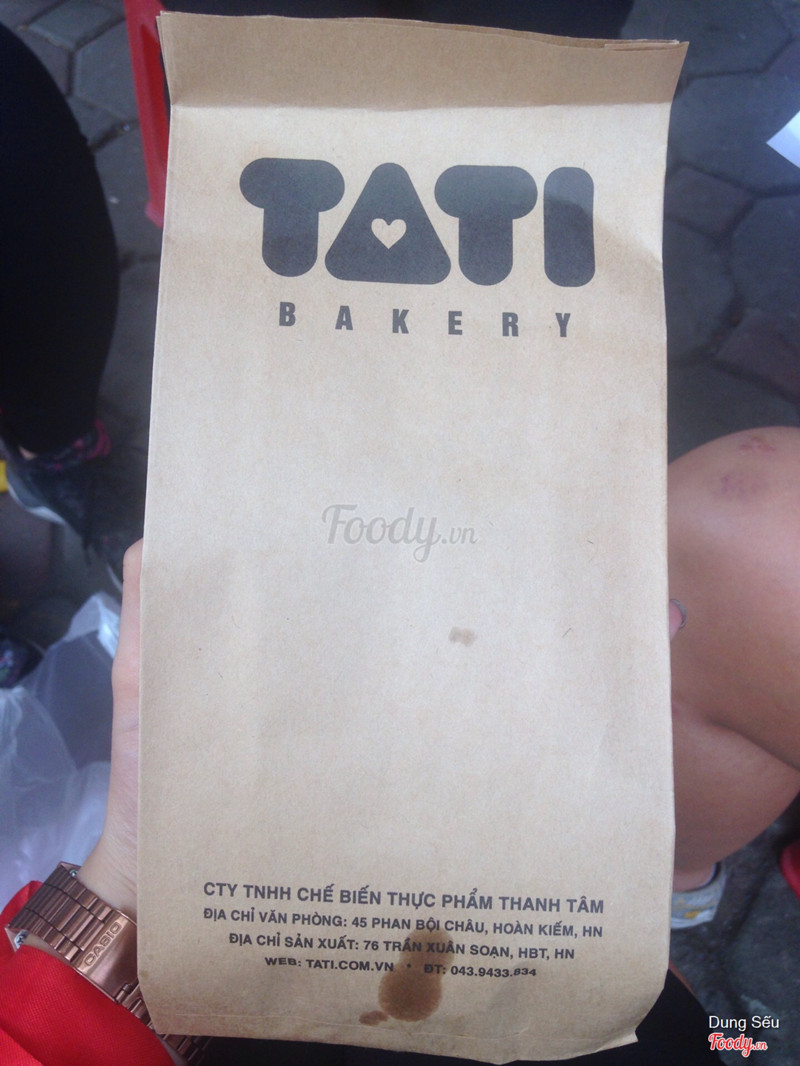 TATI
BAKERY
Foody.vn
CTY TNHH CHẾ BIẾN THỰC PHẨM THANH TÂM
ĐỊA CHỈ VĂN PHÒNG: 45 PHAN BỘI CHÂU, HOÀN KIẾM, HN
ĐỊA CHỈ SẢN XUẤT: 76 TRẦN XUÂN SOẠN, HBT, HN
WEB: TATI.COM.VN • ĐT: 043.9433.834
CASIO
Dung Sếu
Foody.vn